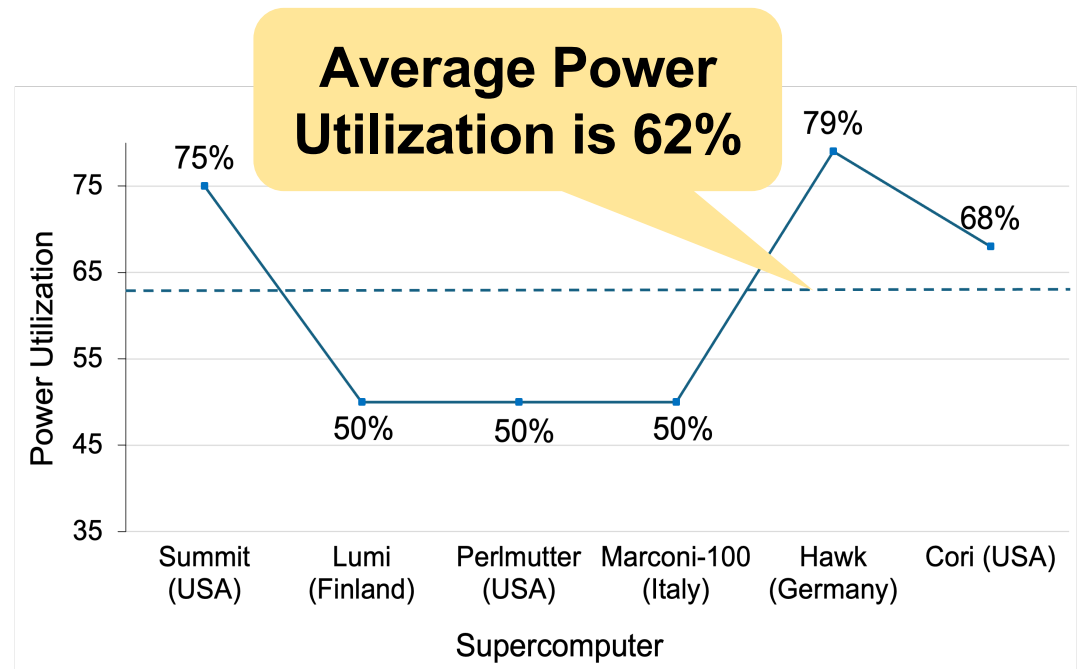 Average Power
Utilization is 62%
75%
50%
50%
50%
79%
68%
Power Utilization
75
65
55
45
35
Summit
(USA)
Lumi
(Finland)
Perlmutter
(USA)
Marconi-100
(Italy)
Hawk
(Germany)
Cori (USA)
Supercomputer